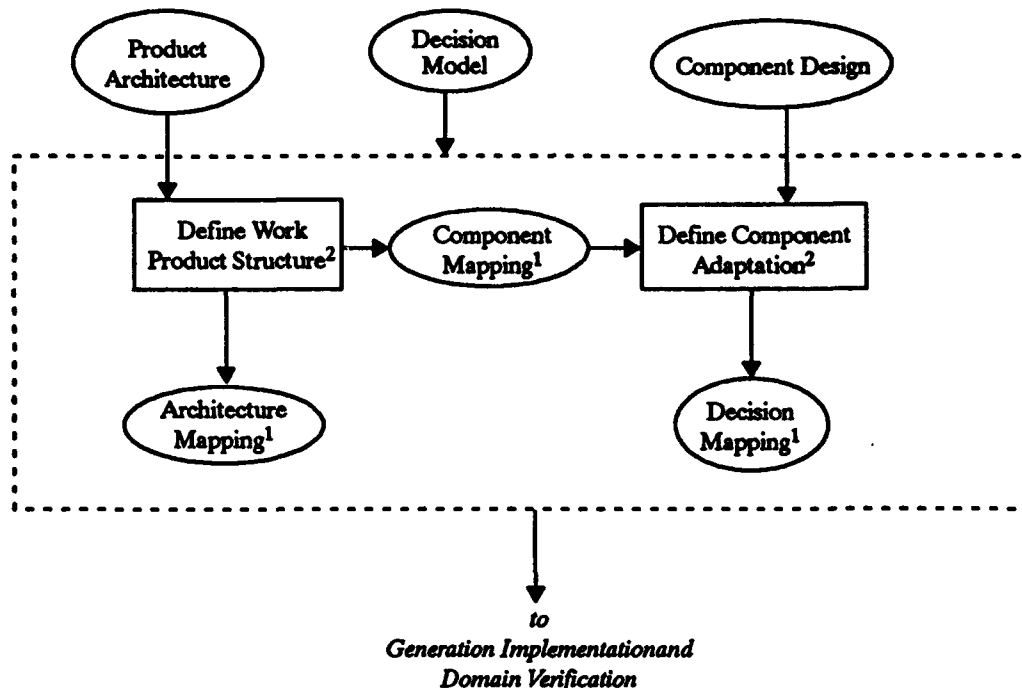 Product
Architecture
Decision
Model
Component Design
Define Work
Product Structure²
Component
Mapping¹
Define Component
Adaptation²
Architecture
Mapping¹
Decision
Mapping¹
to
Generation Implementationand
Domain Verification